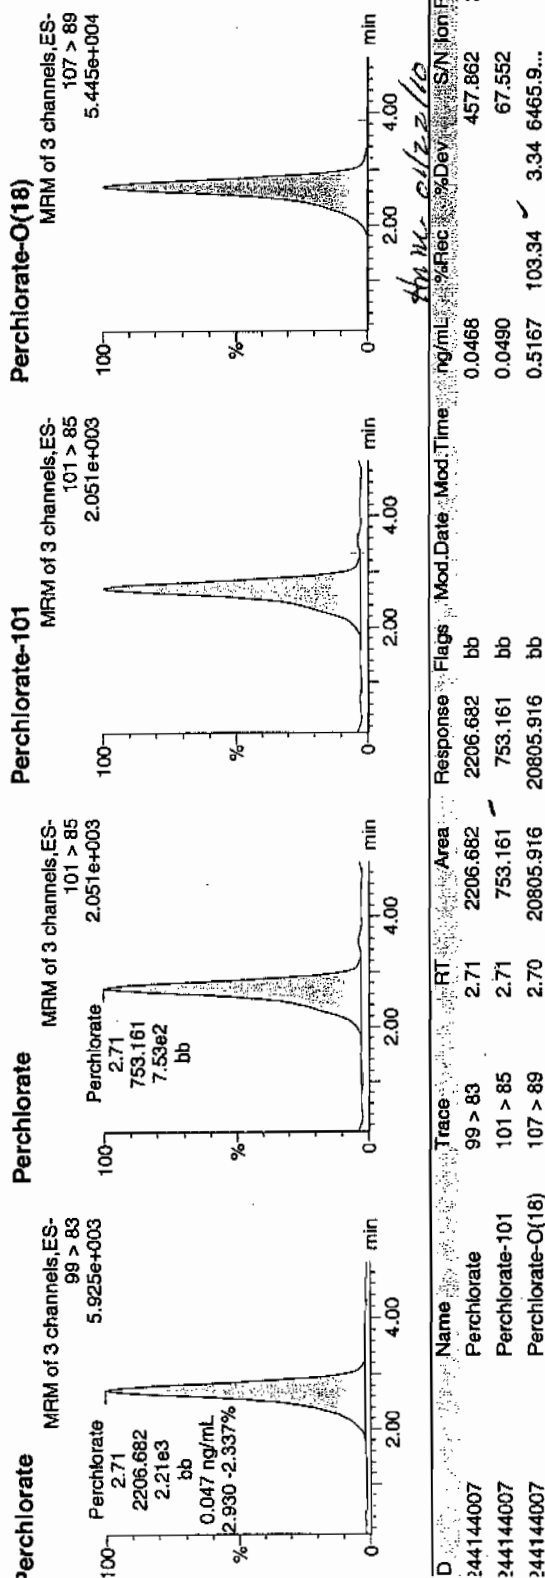 Perchlorate
MRM of 3 channels,ES-
99 > 83
5.925e+003
Perchlorate
2.71
2206.682
2.21e3
bb
0.047 ng/mL
2.930 -2.337%
100
%
0
2.00
4.00
min
Perchlorate
MRM of 3 channels,ES-
101 > 85
2.051e+003
Perchlorate
2.71
753.161
7.53e2
bb
100
%
0
2.00
4.00
min
Perchlorate-101
MRM of 3 channels,ES-
101 > 85
2.051e+003
100
%
0
2.00
4.00
min
Perchlorate-O(18)
MRM of 3 channels,ES-
107 > 89
5.445e+004
100
%
0
2.00
4.00
min
01/22/10
D Name Trace RT Area Response Flags Mod.Date Mod.Time ng/mL %Rec %Dev S/N Ion
244144007 Perchlorate 99 > 83 2.71 2206.682 2206.682 bb 0.0468 457.862
244144007 Perchlorate-101 101 > 85 2.71 753.161 753.161 bb 0.0490 67.552
244144007 Perchlorate-O(18) 107 > 89 2.70 20805.916 20805.916 bb 0.5167 103.34 3.34 6465.9...